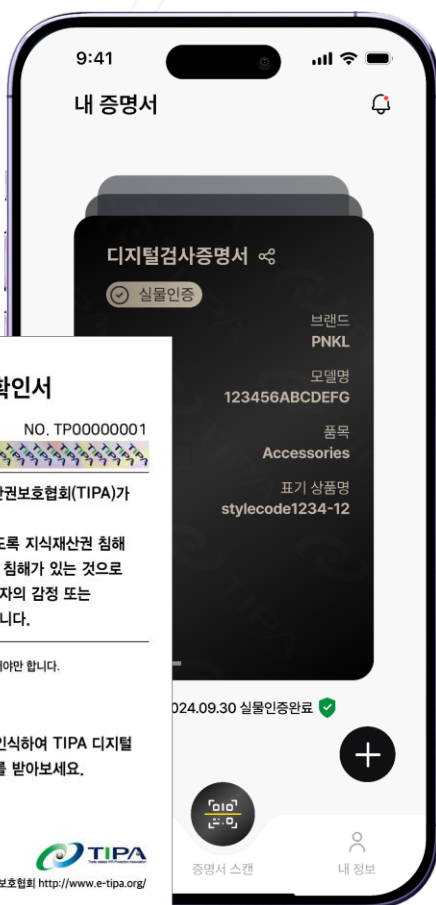 9:41
내 증명서
디지털검사증명서
실물인증
브랜드
PNKL
모델명
123456ABCDEFG
품목
Accessories
표기 상품명
stylecode1234-12
024.09.30 실물인증완료
증명서 스캔
내 정보
확인서
NO. TP00000001
산권보호협회(TIPA)가
도록 지식재산권 침해
침해가 있는 것으로
자의 감정 또는
니다.
해야만 합니다.
인식하여 TIPA 디지털
를 받아보세요.
TIPA
보호협회 http://www.e-tipa.org/